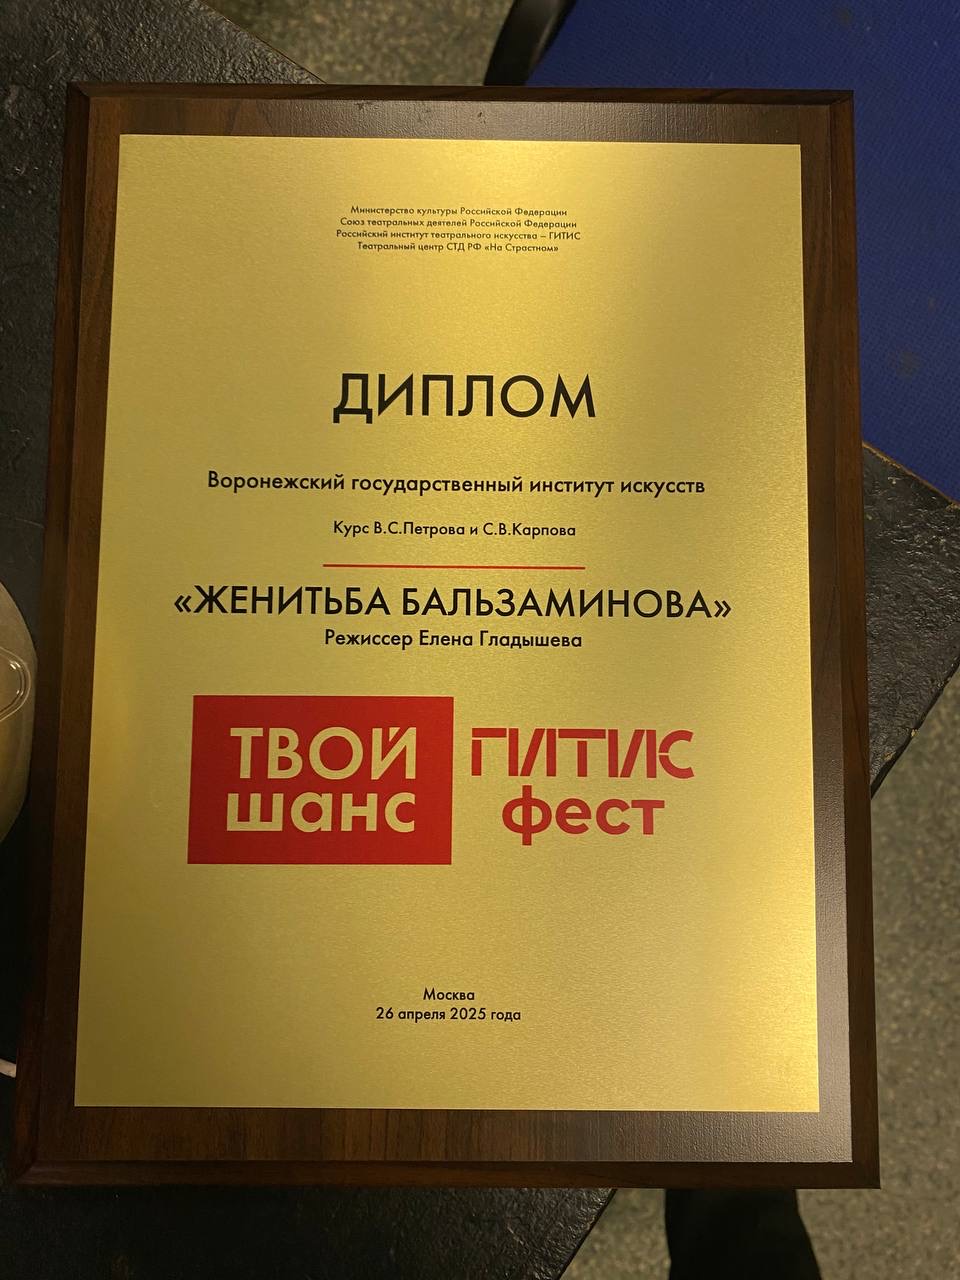 Министерство культуры Российской Федерации
Союз театральных деятелей Российской Федерации
Российский институт театрального искусства – ГИТИС
Театральный центр СТД РФ «На Страстном»
ДИПЛОМ
Воронежский государственный институт искусств
Курс В.С.Петрова и С.В.Карпова
«ЖЕНИТЬБА БАЛЬЗАМИНОВА»
Режиссер Елена Гладышева
ТВОЙ
шанс
ГИТИС
фест
Москва
26 апреля 2025 года